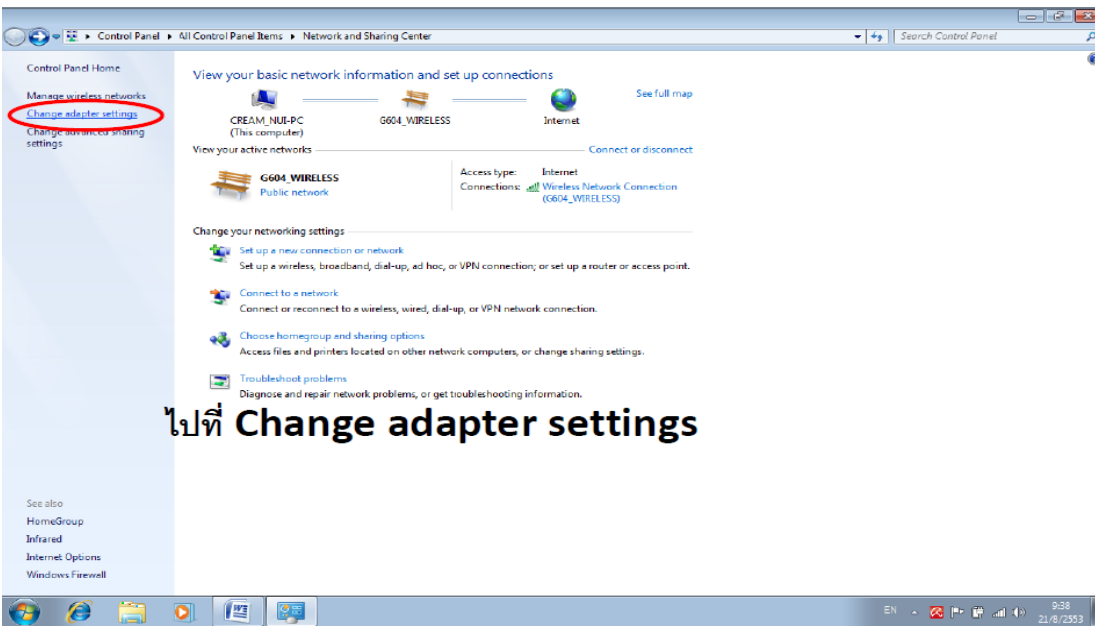 Control Panel ▸ All Control Panel Items ▸ Network and Sharing Center
Search Control Panel
Control Panel Home
Manage wireless networks
Change adapter settings
Change advanced sharing
settings
View your basic network information and set up connections
See full map
CREAM_NUI-PC
(This computer)
G604_WIRELESS
Internet
View your active networks
Connect or disconnect
G604_WIRELESS
Public network
Access type: Internet
Connections: Wireless Network Connection
(G604_WIRELESS)
Change your networking settings
Set up a new connection or network
Set up a wireless, broadband, dial-up, ad hoc, or VPN connection; or set up a router or access point.
Connect to a network
Connect or reconnect to a wireless, wired, dial-up, or VPN network connection.
Choose homegroup and sharing options
Access files and printers located on other network computers, or change sharing settings.
Troubleshoot problems
Diagnose and repair network problems, or get troubleshooting information.
ไปที่ Change adapter settings
See also
HomeGroup
Infrared
Internet Options
Windows Firewall
EN
9:38
21/8/2553